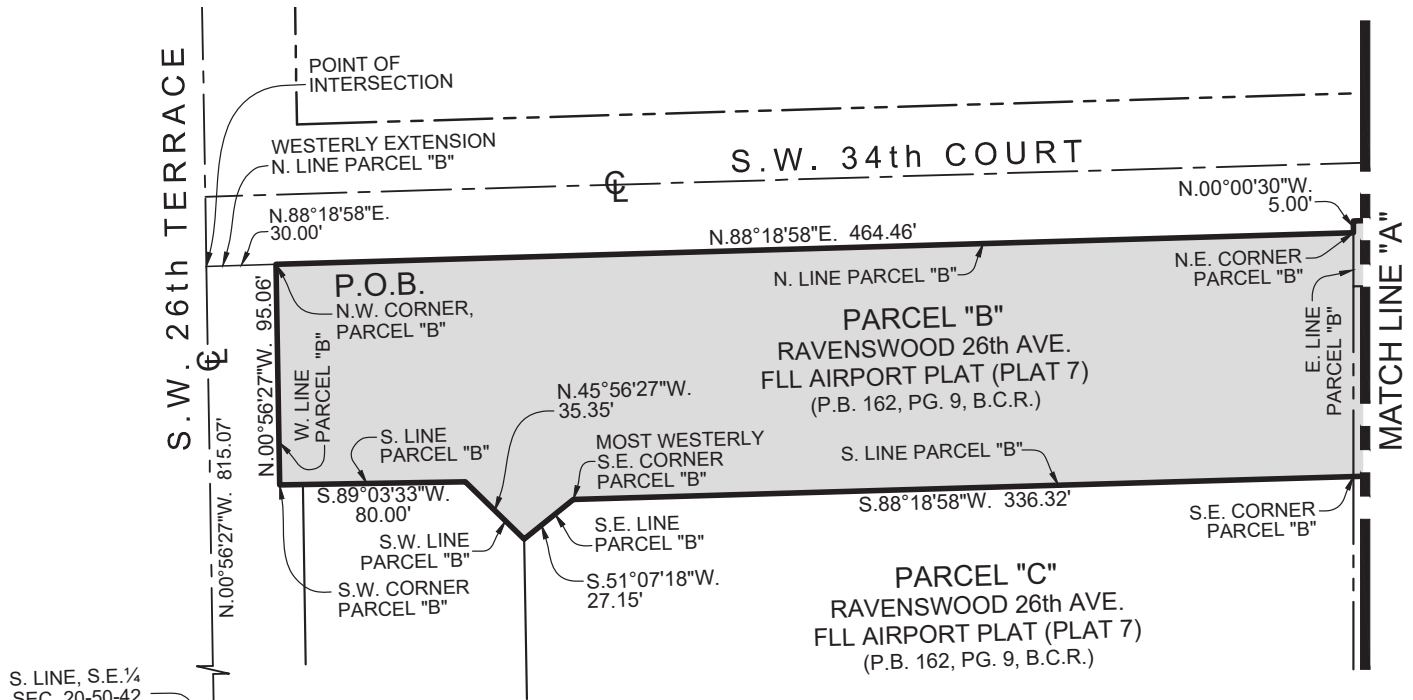 S.W. 26th TERRACE
POINT OF
INTERSECTION
WESTERLY EXTENSION
N. LINE PARCEL "B"
S.W. 34th COURT
℄
N.88°18'58"E.
30.00'
N.88°18'58"E. 464.46'
N.00°00'30"W.
5.00'
N. LINE PARCEL "B"
N.E. CORNER
PARCEL "B"
MATCH LINE "A"
P.O.B.
N.W. CORNER,
PARCEL "B"
N.00°56'27"W. 95.06'
W. LINE
PARCEL "B"
℄
N.00°56'27"W. 815.07'
PARCEL "B"
RAVENSWOOD 26th AVE.
FLL AIRPORT PLAT (PLAT 7)
(P.B. 162, PG. 9, B.C.R.)
E. LINE
PARCEL "B"
N.45°56'27"W.
35.35'
S. LINE
PARCEL "B"
MOST WESTERLY
S.E. CORNER
PARCEL "B"
S. LINE PARCEL "B"
S.89°03'33"W.
80.00'
S.88°18'58"W. 336.32'
S.E. CORNER
PARCEL "B"
S.W. LINE
PARCEL "B"
S.E. LINE
PARCEL "B"
S.W. CORNER
PARCEL "B"
S.51°07'18"W.
27.15'
PARCEL "C"
RAVENSWOOD 26th AVE.
FLL AIRPORT PLAT (PLAT 7)
(P.B. 162, PG. 9, B.C.R.)
S. LINE, S.E.¼
SEC. 20-50-42